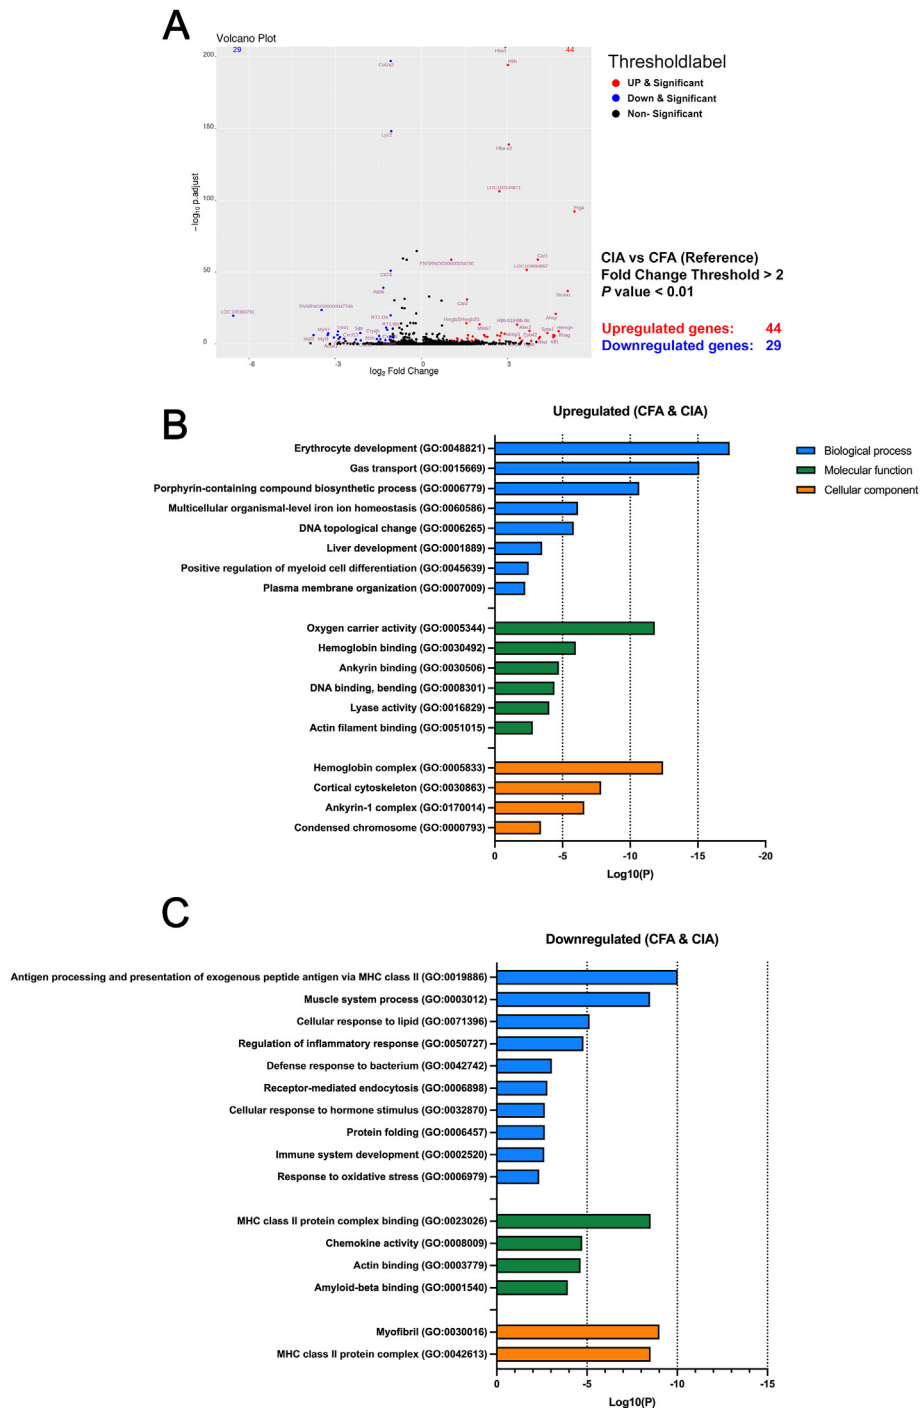 A
Volcano Plot
29
44
200
150
100
50
0
-6
-3
0
3
−log10 p.adjust
log2 Fold Change
Col1a2
Hbb
Lyz2
Hba-a2
LOC103134871
Car1
Cd74
Car2
ENSRNOG00000047746
LOC100360791
Thresholdlabel
UP & Significant
Down & Significant
Non- Significant
CIA vs CFA (Reference)
Fold Change Threshold > 2
P value < 0.01
Upregulated genes: 44
Downregulated genes: 29
B
Upregulated (CFA & CIA)
Erythrocyte development (GO:0048821)
Gas transport (GO:0015669)
Porphyrin-containing compound biosynthetic process (GO:0006779)
Multicellular organismal-level iron ion homeostasis (GO:0060586)
DNA topological change (GO:0006265)
Liver development (GO:0001889)
Positive regulation of myeloid cell differentiation (GO:0045639)
Plasma membrane organization (GO:0007009)
Oxygen carrier activity (GO:0005344)
Hemoglobin binding (GO:0030492)
Ankyrin binding (GO:0030506)
DNA binding, bending (GO:0008301)
Lyase activity (GO:0016829)
Actin filament binding (GO:0051015)
Hemoglobin complex (GO:0005833)
Cortical cytoskeleton (GO:0030863)
Ankyrin-1 complex (GO:0170014)
Condensed chromosome (GO:0000793)
0 -5 -10 -15 -20
Log10(P)
Biological process
Molecular function
Cellular component
C
Downregulated (CFA & CIA)
Antigen processing and presentation of exogenous peptide antigen via MHC class II (GO:0019886)
Muscle system process (GO:0003012)
Cellular response to lipid (GO:0071396)
Regulation of inflammatory response (GO:0050727)
Defense response to bacterium (GO:0042742)
Receptor-mediated endocytosis (GO:0006898)
Cellular response to hormone stimulus (GO:0032870)
Protein folding (GO:0006457)
Immune system development (GO:0002520)
Response to oxidative stress (GO:0006979)
MHC class II protein complex binding (GO:0023026)
Chemokine activity (GO:0008009)
Actin binding (GO:0003779)
Amyloid-beta binding (GO:0001540)
Myofibril (GO:0030016)
MHC class II protein complex (GO:0042613)
0 -5 -10 -15
Log10(P)